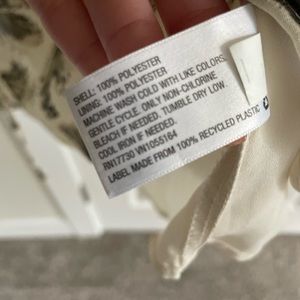 SHELL: 100% POLYESTER
LINING: 100% POLYESTER
MACHINE WASH COLD WITH LIKE COLORS,
GENTLE CYCLE. ONLY NON-CHLORINE
BLEACH IF NEEDED. TUMBLE DRY LOW.
COOL IRON IF NEEDED.
RN17730 VN1055164
LABEL MADE FROM 100% RECYCLED PLASTIC